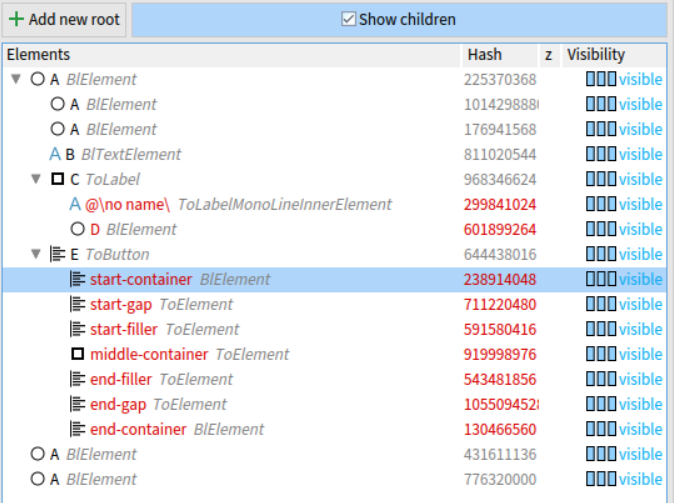 Add new root Show children
Elements Hash z Visibility
A BlElement 225370368 visible
A BlElement 1014298880 visible
A BlElement 176941568 visible
A B BlTextElement 811020544 visible
C ToLabel 968346624 visible
A @\no name\ ToLabelMonoLineInnerElement 299841024 visible
D BlElement 601899264 visible
E ToButton 644438016 visible
start-container BlElement 238914048 visible
start-gap ToElement 711220480 visible
start-filler ToElement 591580416 visible
middle-container ToElement 919998976 visible
end-filler ToElement 543481856 visible
end-gap ToElement 1055094528 visible
end-container BlElement 130466560 visible
A BlElement 431611136 visible
A BlElement 776320000 visible